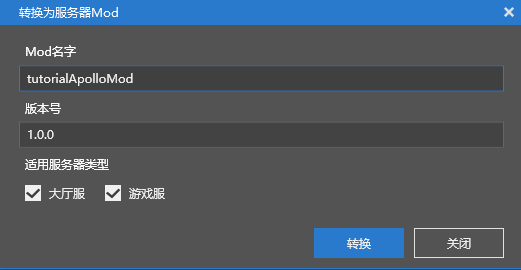 转换为服务器Mod
Mod名字
tutorialApolloMod
版本号
1.0.0
适用服务器类型
大厅服 游戏服
转换 关闭